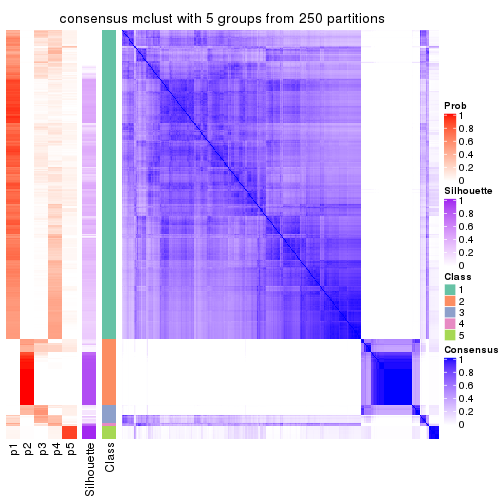 consensus mclust with 5 groups from 250 partitions
Prob
1
0.8
0.6
0.4
0.2
0
Silhouette
1
0.8
0.6
0.4
0.2
0
Class
1
2
3
4
5
Consensus
1
0.8
0.6
0.4
0.2
0
p1
p2
p3
p4
p5
Silhouette
Class